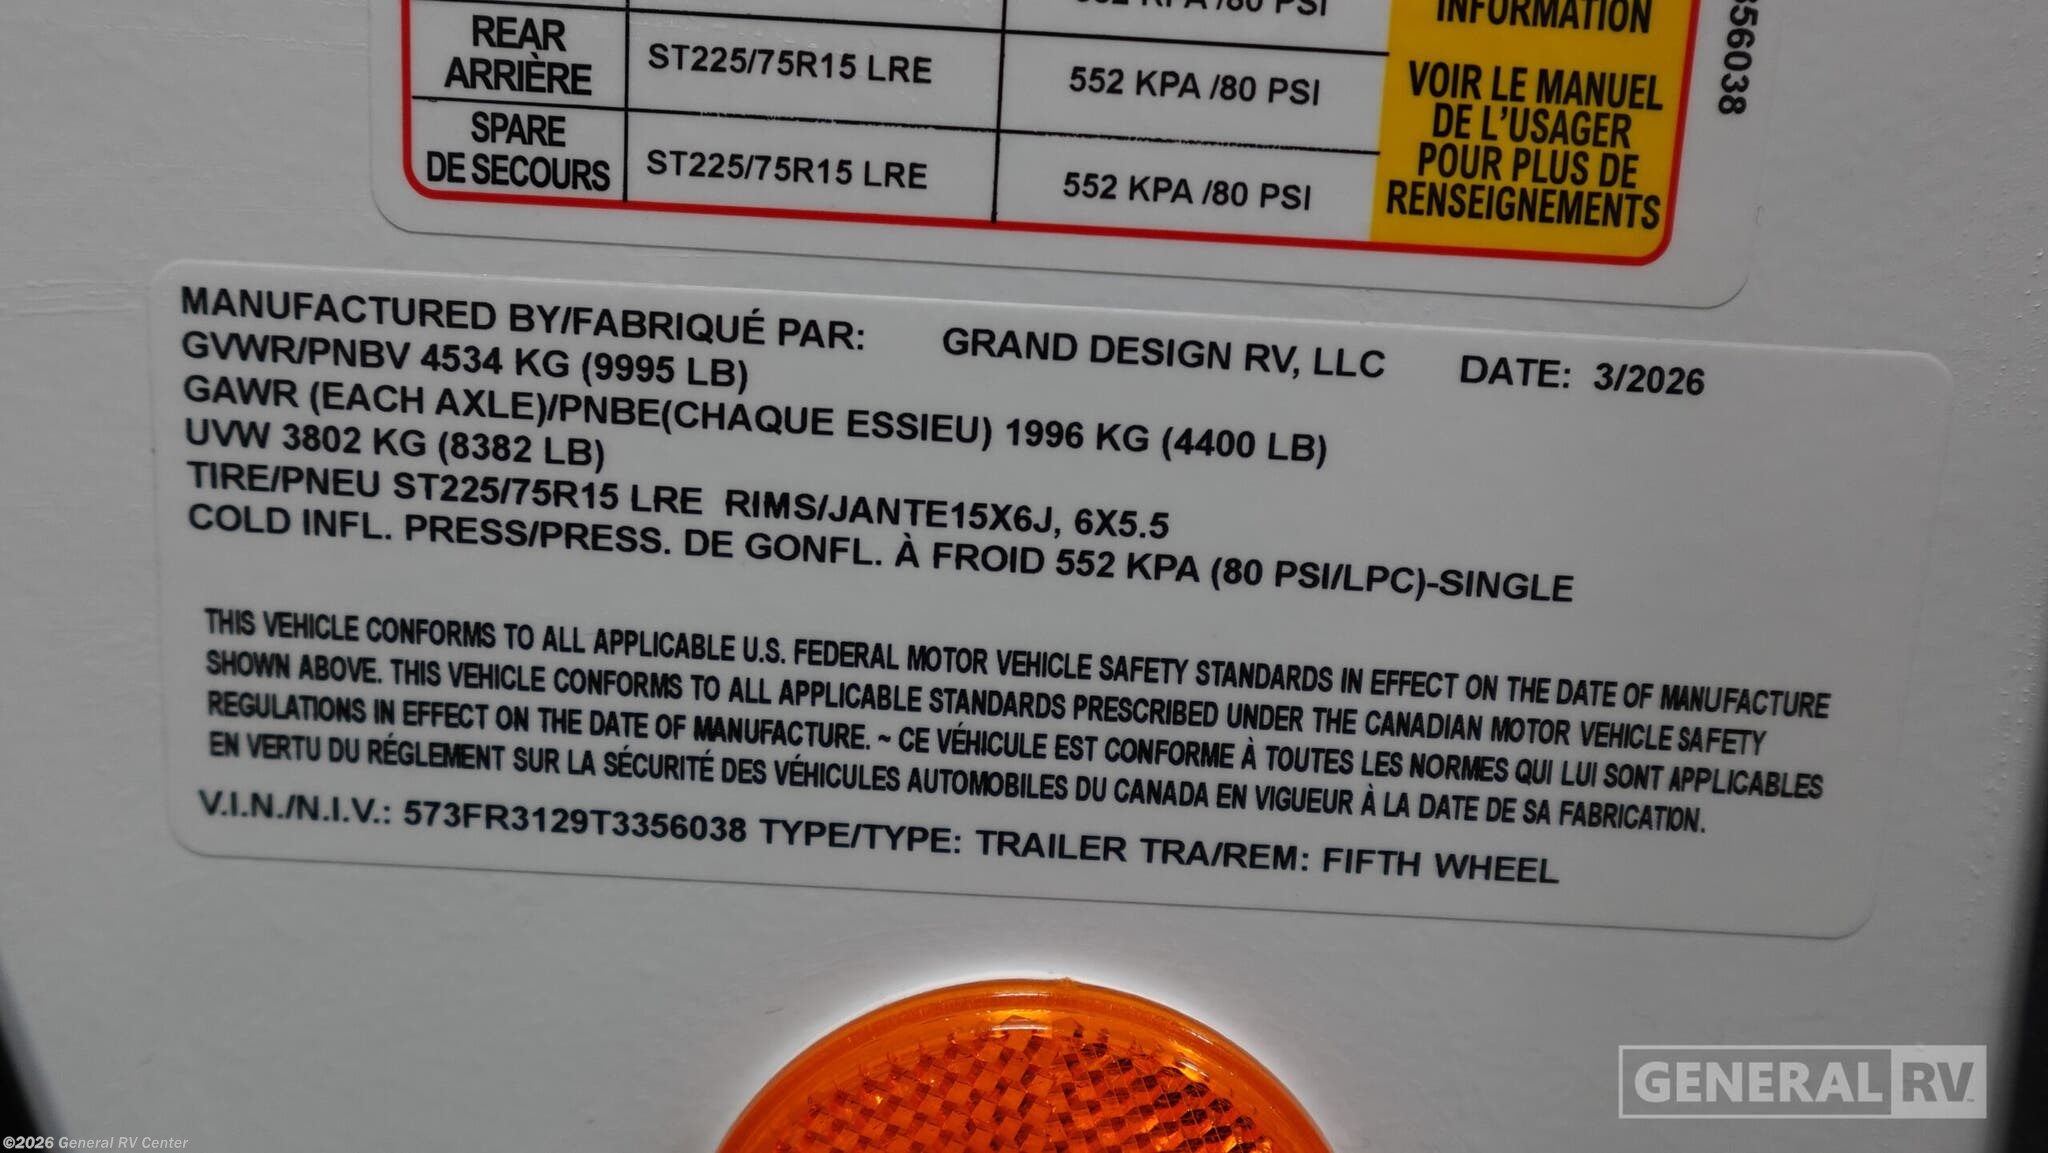 INFORMATION
REAR
ARRIÈRE
ST225/75R15 LRE
552 KPA /80 PSI
SPARE
DE SECOURS
ST225/75R15 LRE
552 KPA /80 PSI
VOIR LE MANUEL
DE L'USAGER
POUR PLUS DE
RENSEIGNEMENTS
356038
MANUFACTURED BY/FABRIQUÉ PAR: GRAND DESIGN RV, LLC DATE: 3/2026
GVWR/PNBV 4534 KG (9995 LB)
GAWR (EACH AXLE)/PNBE(CHAQUE ESSIEU) 1996 KG (4400 LB)
UVW 3802 KG (8382 LB)
TIRE/PNEU ST225/75R15 LRE RIMS/JANTE15X6J, 6X5.5
COLD INFL. PRESS/PRESS. DE GONFL. À FROID 552 KPA (80 PSI/LPC)-SINGLE
THIS VEHICLE CONFORMS TO ALL APPLICABLE U.S. FEDERAL MOTOR VEHICLE SAFETY STANDARDS IN EFFECT ON THE DATE OF MANUFACTURE
SHOWN ABOVE. THIS VEHICLE CONFORMS TO ALL APPLICABLE STANDARDS PRESCRIBED UNDER THE CANADIAN MOTOR VEHICLE SAFETY
REGULATIONS IN EFFECT ON THE DATE OF MANUFACTURE. ~ CE VÉHICULE EST CONFORME À TOUTES LES NORMES QUI LUI SONT APPLICABLES
EN VERTU DU RÉGLEMENT SUR LA SÉCURITÉ DES VÉHICULES AUTOMOBILES DU CANADA EN VIGUEUR À LA DATE DE SA FABRICATION.
V.I.N./N.I.V.: 573FR3129T3356038 TYPE/TYPE: TRAILER TRA/REM: FIFTH WHEEL
GENERAL RV
©2026 General RV Center